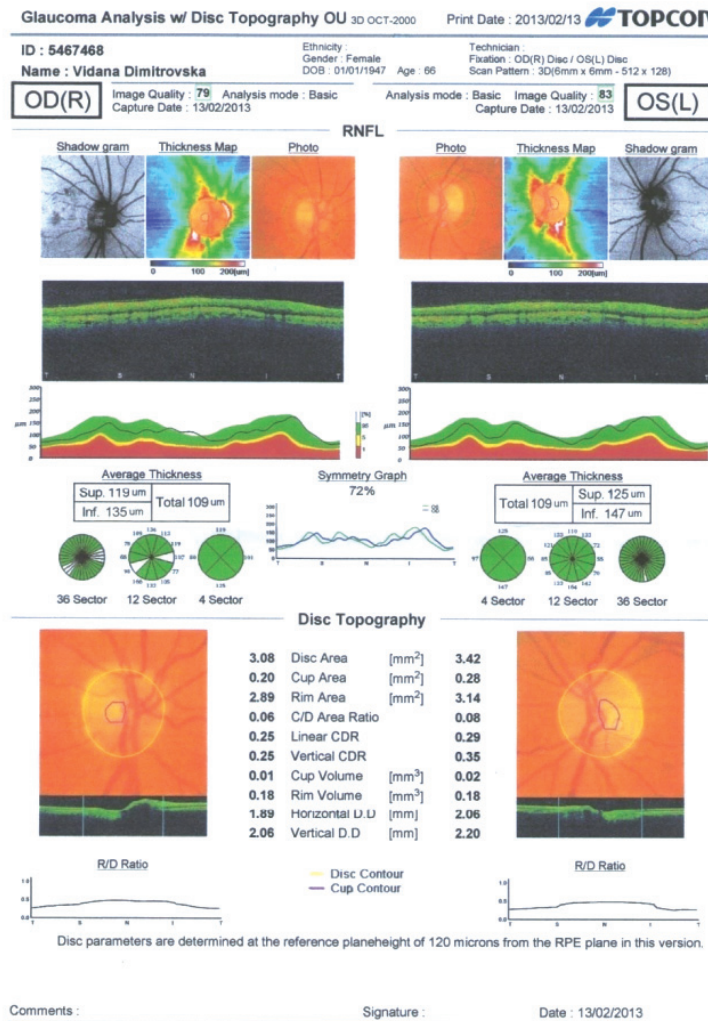 Glaucoma Analysis w/ Disc Topography OU 3D OCT-2000 Print Date : 2013/02/13 TOPCON
ID : 5467468
Name : Vidana Dimitrovska
Ethnicity :
Gender : Female
DOB : 01/01/1947 Age : 66
Technician :
Fixation : OD(R) Disc / OS(L) Disc
Scan Pattern : 3D(6mm x 6mm - 512 x 128)
OD(R)
Image Quality : 79 Analysis mode : Basic
Capture Date : 13/02/2013
Analysis mode : Basic Image Quality : 83
Capture Date : 13/02/2013
OS(L)
RNFL
Shadow gram Thickness Map Photo
Photo Thickness Map Shadow gram
0 100 200[um]
0 100 200[um]
T S N I T
T S N I T
Average Thickness
Sup. 119 um
Inf. 135 um
Total 109 um
Symmetry Graph
72%
Average Thickness
Total 109 um
Sup. 125 um
Inf. 147 um
36 Sector 12 Sector 4 Sector
4 Sector 12 Sector 36 Sector
Disc Topography
3.08 Disc Area [mm2] 3.42
0.20 Cup Area [mm2] 0.28
2.89 Rim Area [mm2] 3.14
0.06 C/D Area Ratio 0.08
0.25 Linear CDR 0.29
0.25 Vertical CDR 0.35
0.01 Cup Volume [mm3] 0.02
0.18 Rim Volume [mm3] 0.18
1.89 Horizontal D.D [mm] 2.06
2.06 Vertical D.D [mm] 2.20
R/D Ratio
Disc Contour
Cup Contour
R/D Ratio
T S N I T
T S N I T
Disc parameters are determined at the reference planeheight of 120 microns from the RPE plane in this version.
Comments : Signature : Date : 13/02/2013